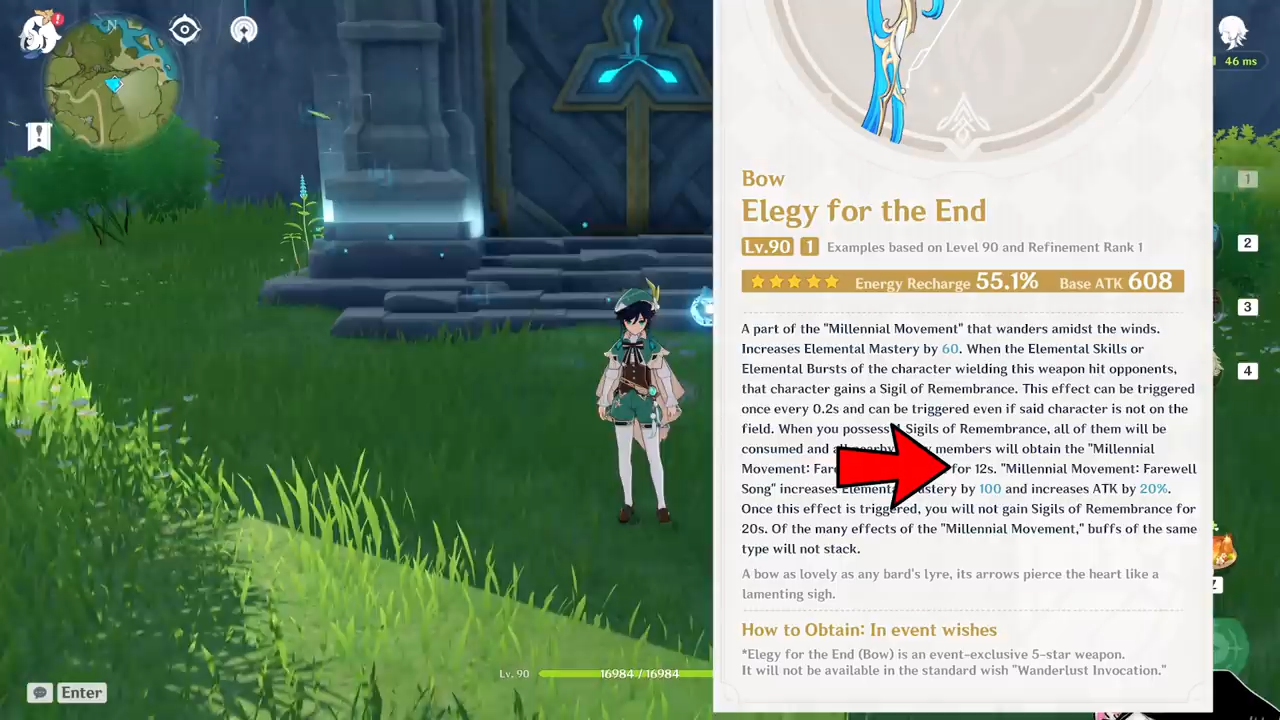 N
46 ms
Bow
Elegy for the End
Lv.90 1 Examples based on Level 90 and Refinement Rank 1
Energy Recharge 55.1% Base ATK 608
A part of the "Millennial Movement" that wanders amidst the winds.
Increases Elemental Mastery by 60. When the Elemental Skills or
Elemental Bursts of the character wielding this weapon hit opponents,
that character gains a Sigil of Remembrance. This effect can be triggered
once every 0.2s and can be triggered even if said character is not on the
field. When you possess Sigils of Remembrance, all of them will be
consumed and all nearby members will obtain the "Millennial
Movement: for 12s. "Millennial Movement: Farewell
Song" increases Elemental Mastery by 100 and increases ATK by 20%.
Once this effect is triggered, you will not gain Sigils of Remembrance for
20s. Of the many effects of the "Millennial Movement," buffs of the same
type will not stack.
A bow as lovely as any bard's lyre, its arrows pierce the heart like a
lamenting sigh.
How to Obtain: In event wishes
*Elegy for the End (Bow) is an event-exclusive 5-star weapon.
It will not be available in the standard wish "Wanderlust Invocation."
1
2
3
4
Lv. 90 16984 / 16984
Enter